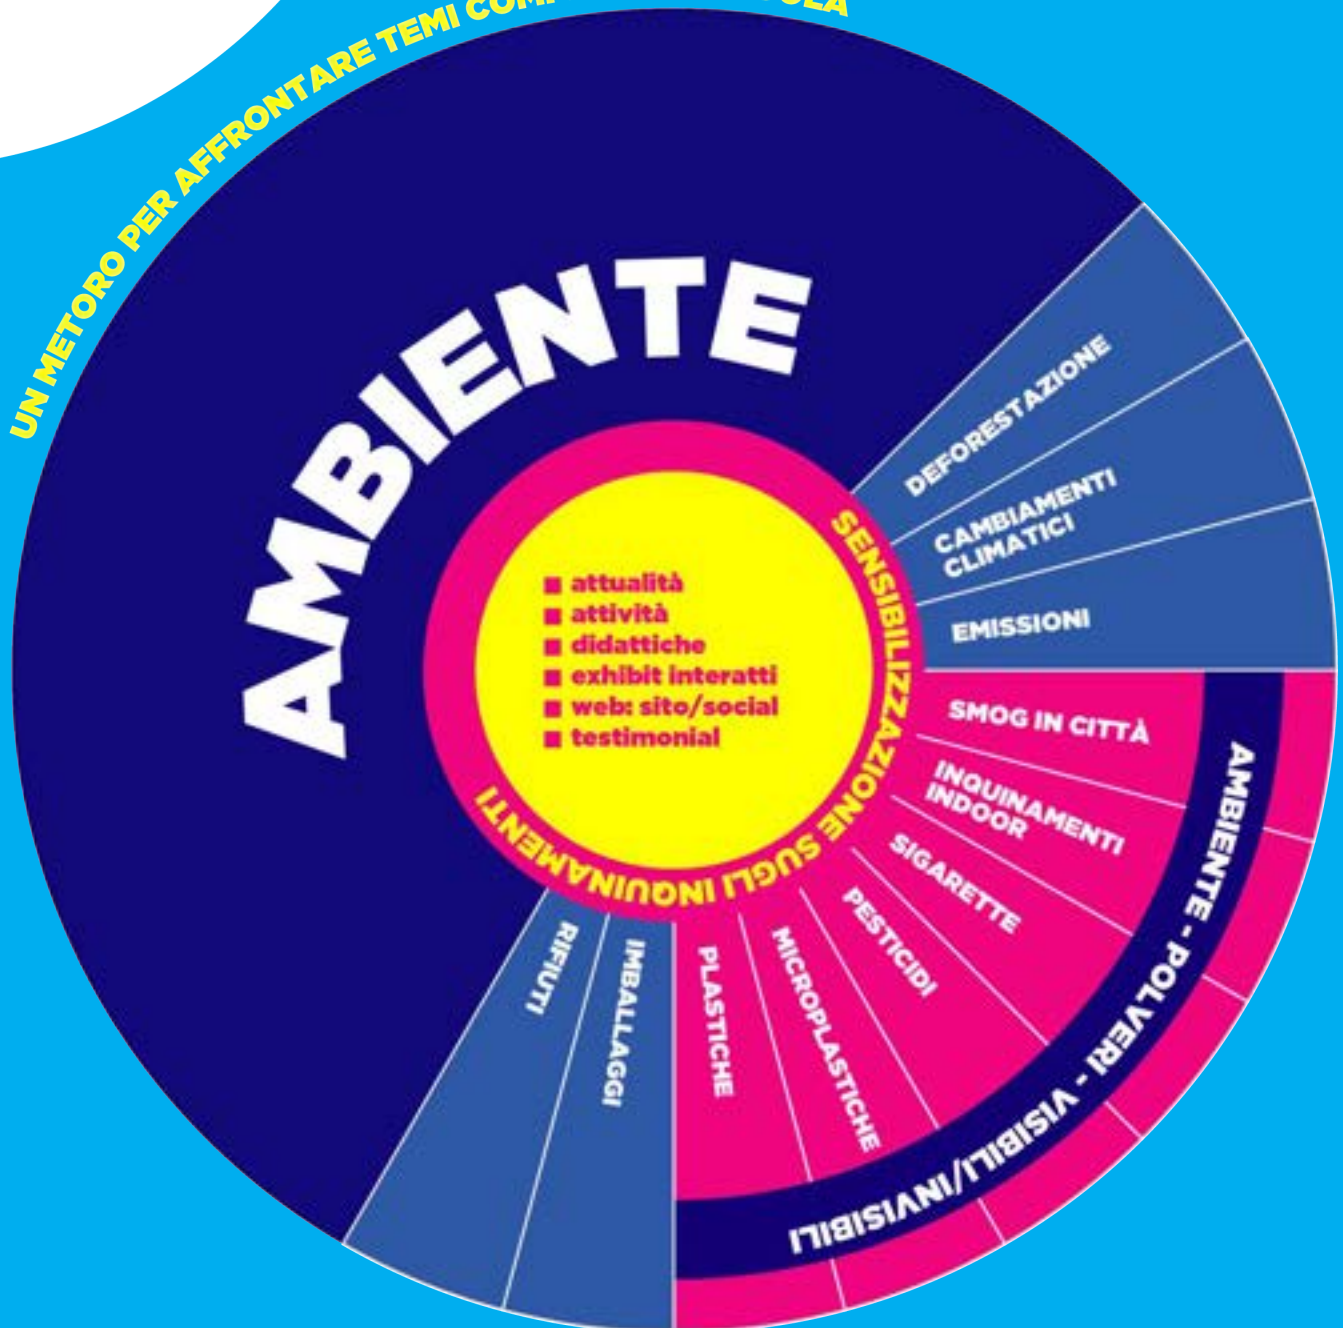 UN METORO PER AFFRONTARE TEMI
AMBIENTE
SENSIBILIZZAZIONE SUGLI INQUINAMENTI
■ attualità
■ attività
■ didattiche
■ exhibit interatti
■ web: sito/social
■ testimonial
DEFORESTAZIONE
CAMBIAMENTI
CLIMATICI
EMISSIONI
SMOG IN CITTÀ
INQUINAMENTI
INDOOR
SIGARETTE
PESTICIDI
MICROPLASTICHE
PLASTICHE
IMBALLAGGI
RIFIUTI
AMBIENTE - POLVERI - VISIBILI/INVISIBILI